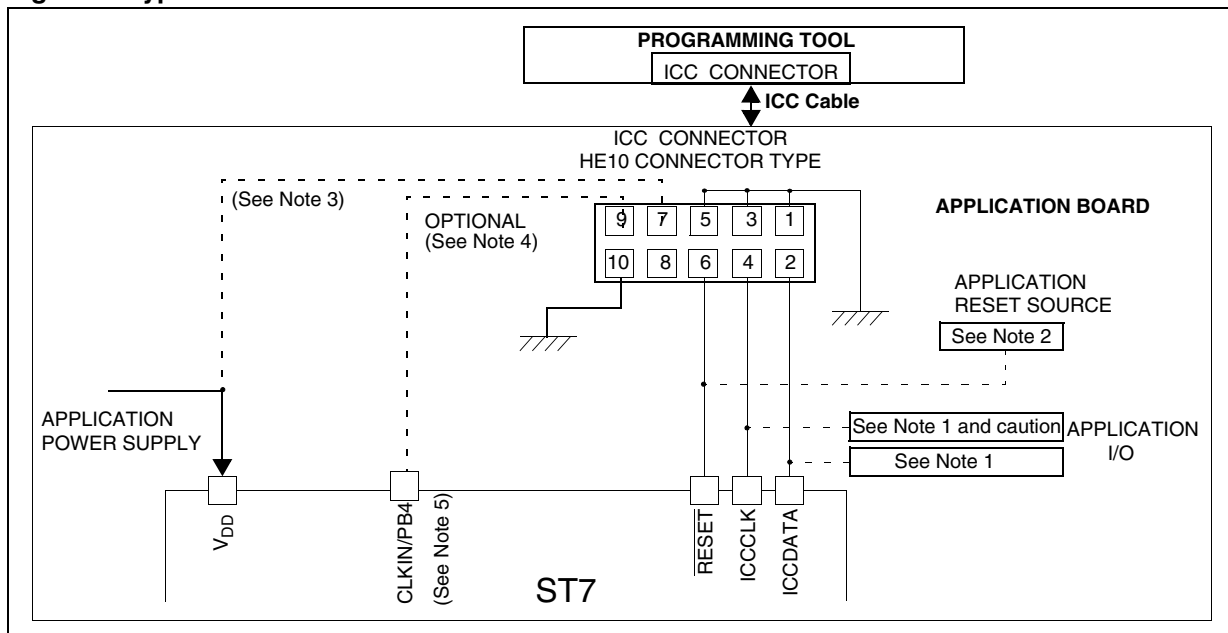 PROGRAMMING TOOL
ICC CONNECTOR
ICC Cable
ICC CONNECTOR
HE10 CONNECTOR TYPE
(See Note 3)
OPTIONAL
(See Note 4)
9 7 5 3 1
10 8 6 4 2
APPLICATION BOARD
APPLICATION
RESET SOURCE
See Note 2
APPLICATION
POWER SUPPLY
See Note 1 and caution
See Note 1
APPLICATION
I/O
VDD
CLKIN/PB4
(See Note 5)
RESET
ICCCLK
ICCDATA
ST7